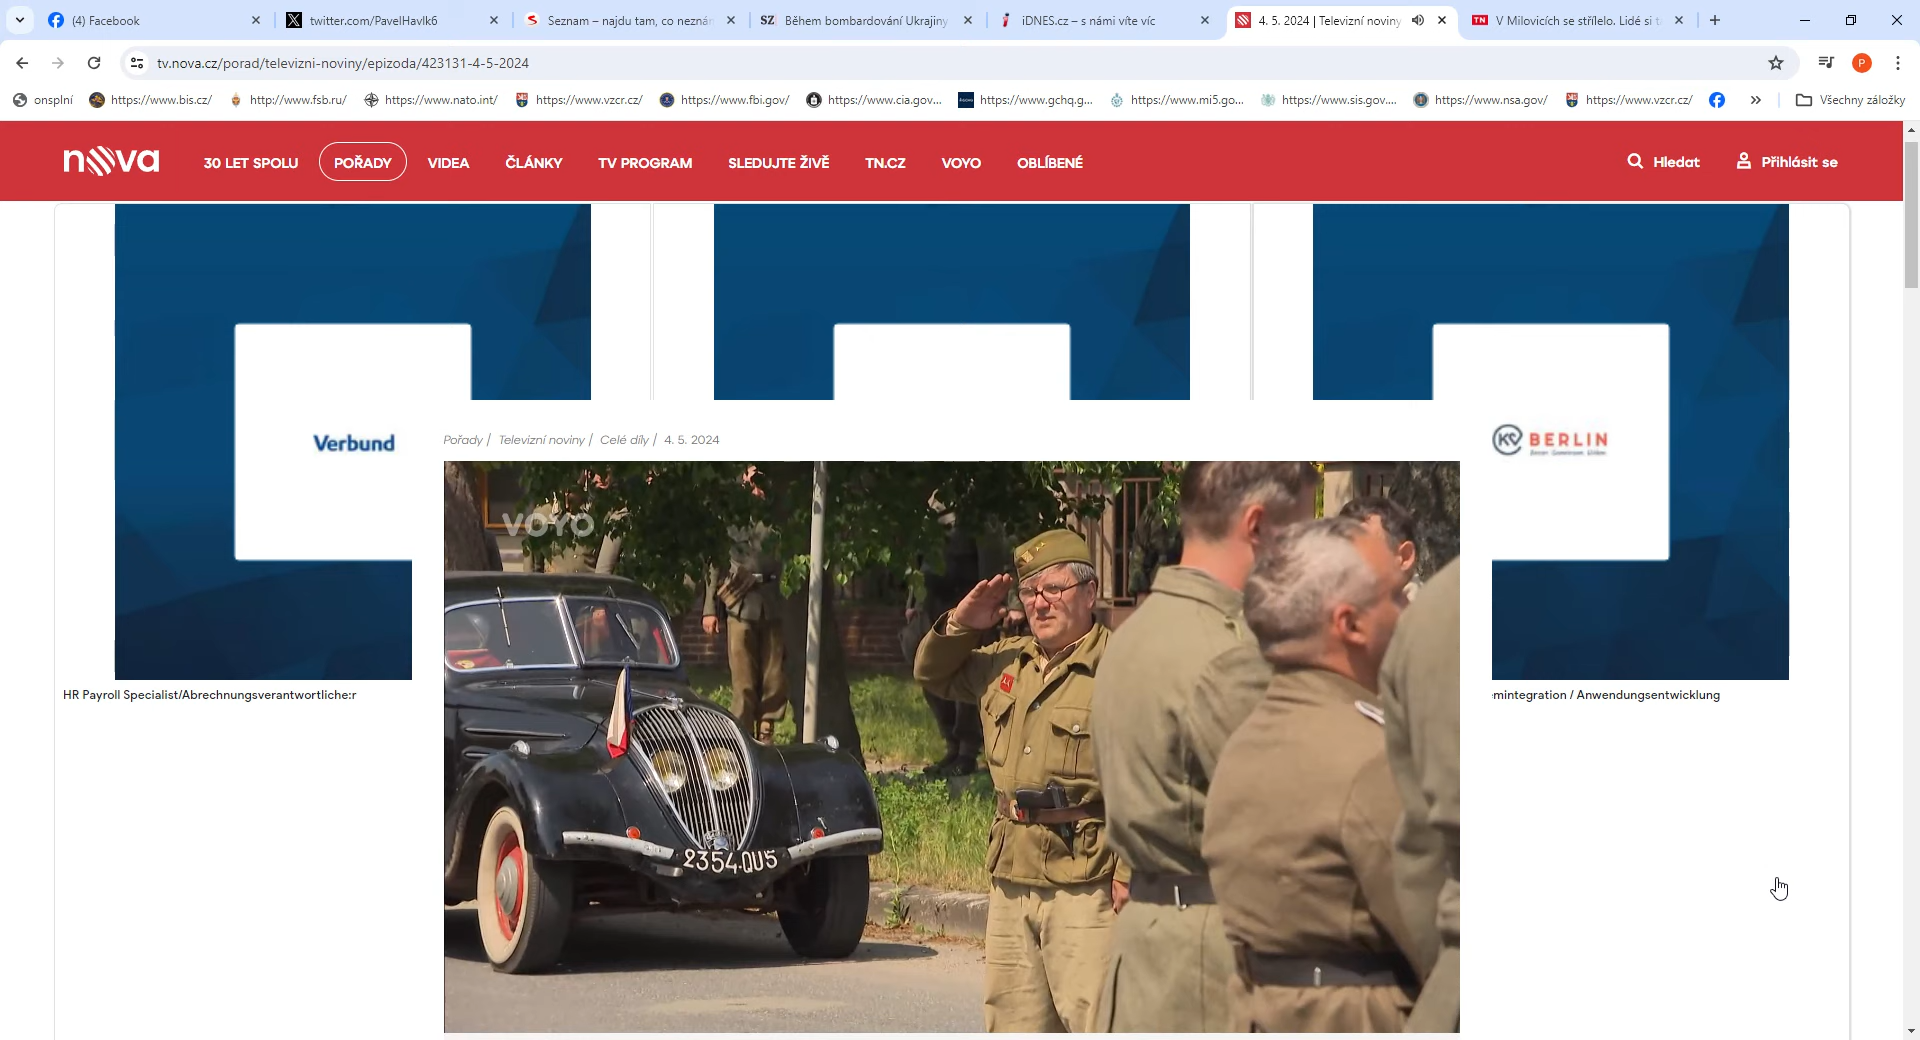 (4) Facebook
twitter.com/PavelHavlk6
Seznam – najdu tam, co neznám
Během bombardování Ukrajiny
iDNES.cz – s námi víte víc
4. 5. 2024 | Televizní noviny
V Milovicích se střílelo. Lidé si
tv.nova.cz/porad/televizni-noviny/epizoda/423131-4-5-2024
P
onsplní
https://www.bis.cz/
http://www.fsb.ru/
https://www.nato.int/
https://www.vzcr.cz/
https://www.fbi.gov/
https://www.cia.gov...
https://www.gchq.g...
https://www.mi5.go...
https://www.sis.gov....
https://www.nsa.gov/
https://www.vzcr.cz/
Všechny záložky
nova
30 LET SPOLU
POŘADY
VIDEA
ČLÁNKY
TV PROGRAM
SLEDUJTE ŽIVĚ
TN.CZ
VOYO
OBLÍBENÉ
Hledat
Přihlásit se
Verbund
KV BERLIN
Pořady / Televizní noviny / Celé díly / 4. 5. 2024
VOYO
2354·QU5
HR Payroll Specialist/Abrechnungsverantwortliche:r
emintegration / Anwendungsentwicklung